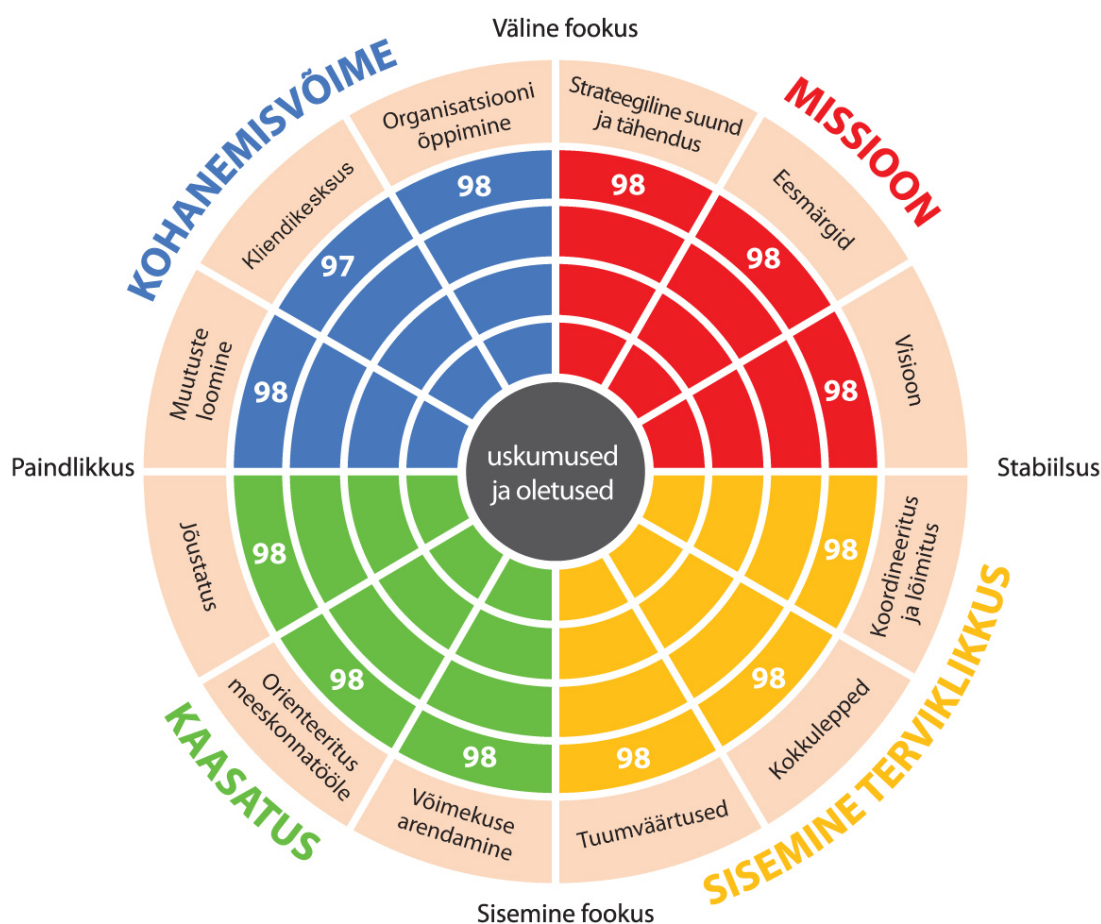 Väline fookus
KOHANEMISVÕIME
MISSIOON
Organisatsiooni
õppimine
Strateegiline suund
ja tähendus
Kliendikesksus
Eesmärgid
Muutuste
loomine
Visioon
98
98
97
98
98
98
Paindlikkus
uskumused
ja oletused
Stabiilsus
98
98
98
98
98
98
Jõustatus
Koordineeritus
ja lõimitus
Orienteeritus
meeskonnatööle
Kokkulepped
Võimekuse
arendamine
Tuumväärtused
KAASATUS
SISEMINE TERVIKLIKKUS
Sisemine fookus